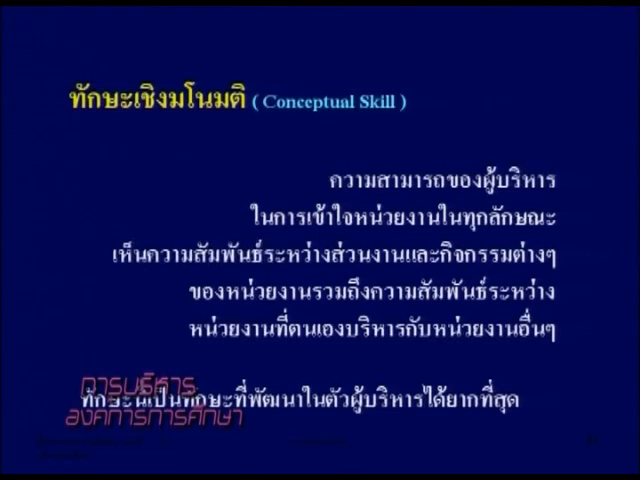 ทักษะเชิงมโนมติ ( Conceptual Skill )
ความสามารถของผู้บริหาร
ในการเข้าใจหน่วยงานในทุกลักษณะ
เห็นความสัมพันธ์ระหว่างส่วนงานและกิจกรรมต่างๆ
ของหน่วยงานรวมถึงความสัมพันธ์ระหว่าง
หน่วยงานที่ตนเองบริหารกับหน่วยงานอื่นๆ
การบริหาร
ทักษะนี้เป็นทักษะที่พัฒนาในตัวผู้บริหารได้ยากที่สุด
องค์การการศึกษา